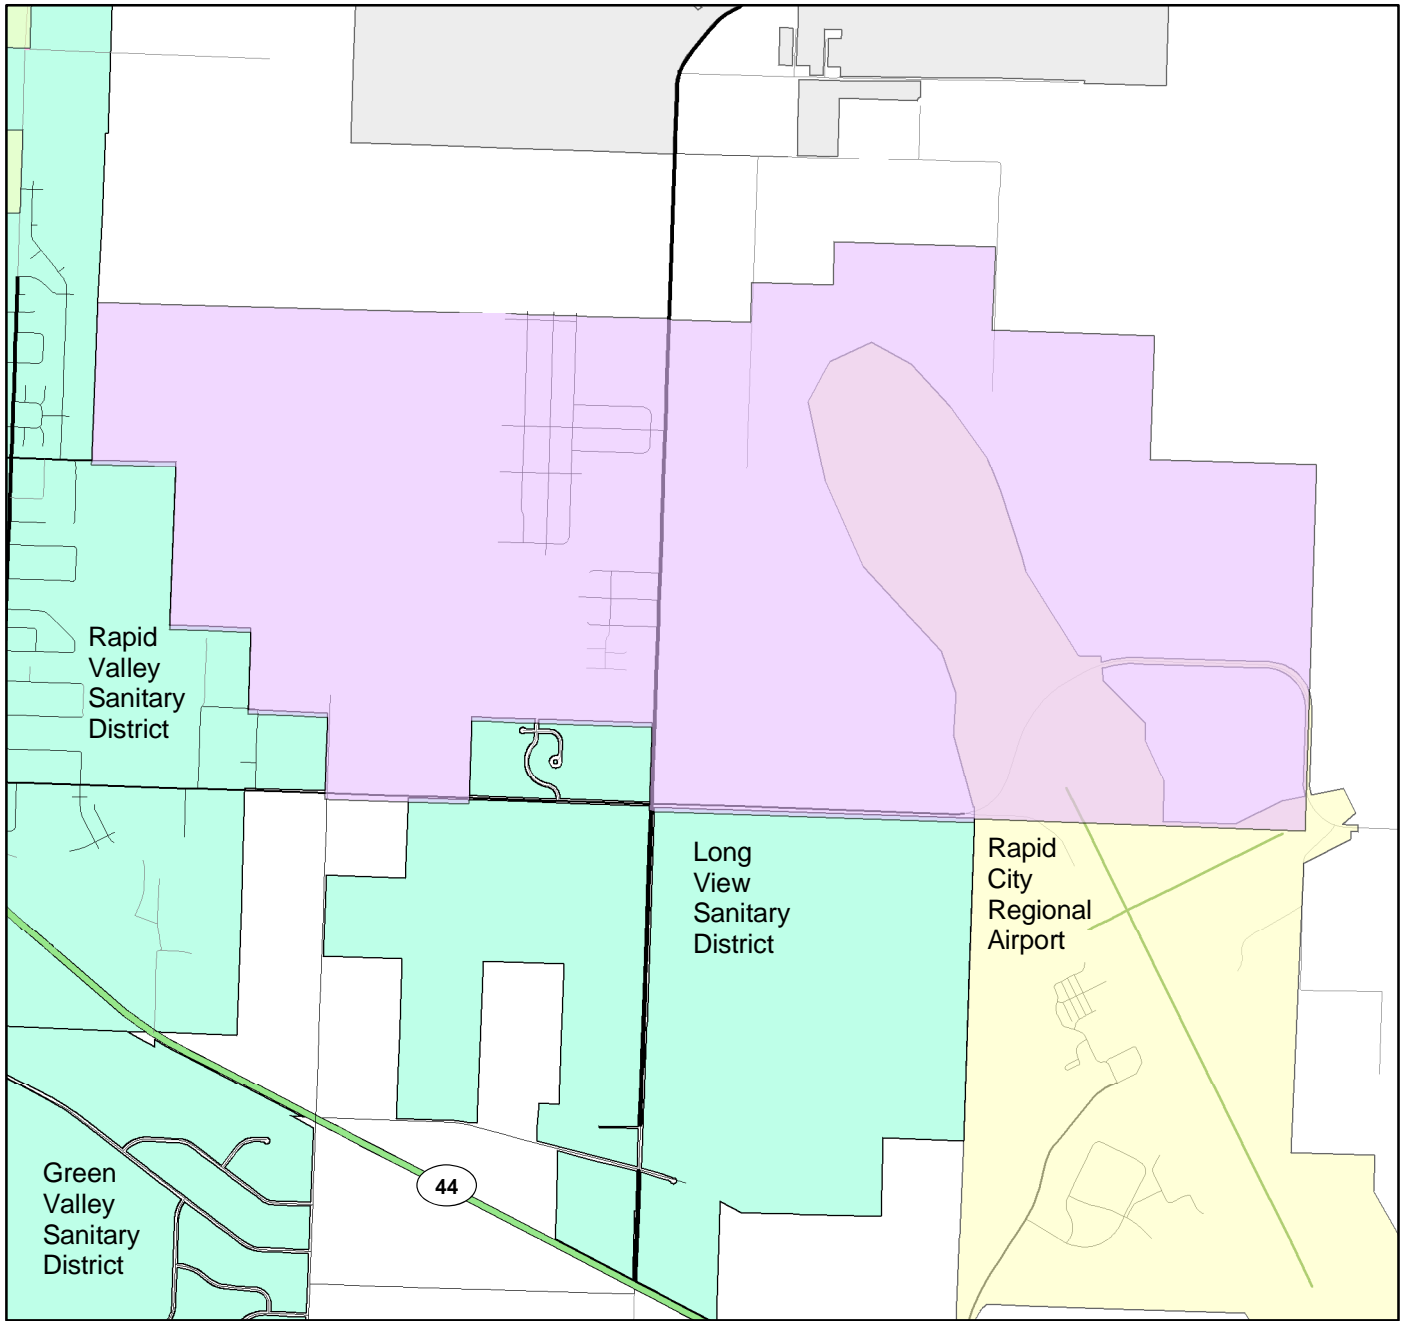 Rapid
Valley
Sanitary
District
Long
View
Sanitary
District
Rapid
City
Regional
Airport
Green
Valley
Sanitary
District
44